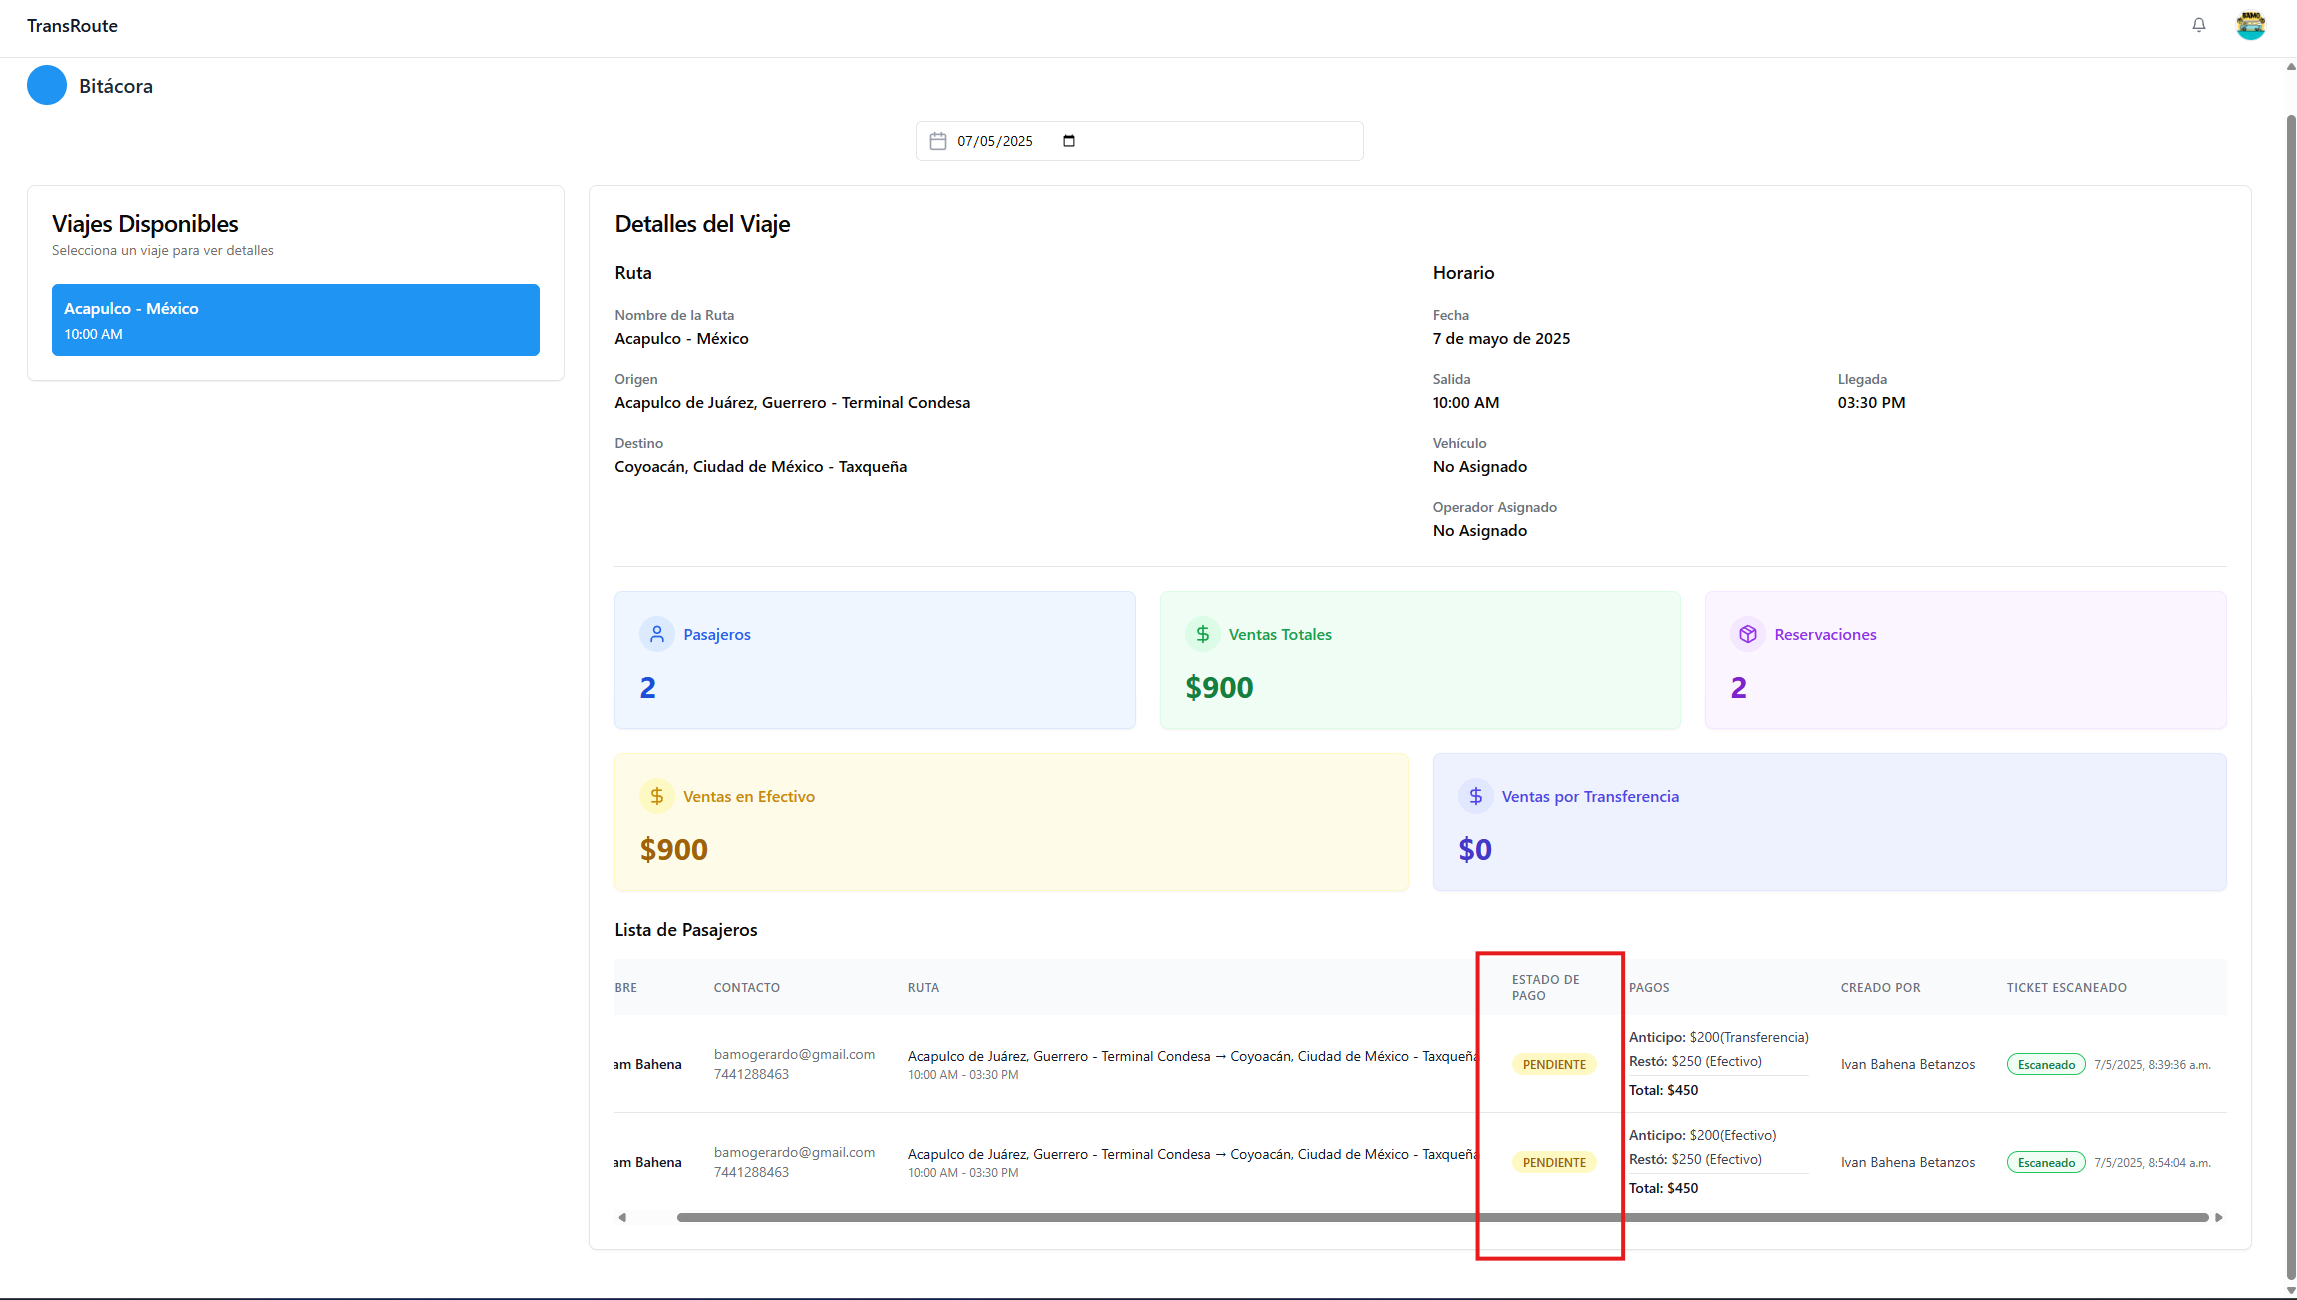 TransRoute
Bitácora
07/05/2025
Viajes Disponibles
Selecciona un viaje para ver detalles
Acapulco - México
10:00 AM
Detalles del Viaje
Ruta
Nombre de la Ruta
Acapulco - México
Origen
Acapulco de Juárez, Guerrero - Terminal Condesa
Destino
Coyoacán, Ciudad de México - Taxqueña
Horario
Fecha
7 de mayo de 2025
Salida
10:00 AM
Llegada
03:30 PM
Vehículo
No Asignado
Operador Asignado
No Asignado
Pasajeros
2
Ventas Totales
$900
Reservaciones
2
Ventas en Efectivo
$900
Ventas por Transferencia
$0
Lista de Pasajeros
BRE CONTACTO RUTA ESTADO DE PAGO PAGOS CREADO POR TICKET ESCANEADO
am Bahena
bamogerardo@gmail.com
7441288463
Acapulco de Juárez, Guerrero - Terminal Condesa → Coyoacán, Ciudad de México - Taxqueña
10:00 AM - 03:30 PM
PENDIENTE
Anticipo: $200(Transferencia)
Restó: $250 (Efectivo)
Total: $450
Ivan Bahena Betanzos
Escaneado 7/5/2025, 8:39:36 a.m.
am Bahena
bamogerardo@gmail.com
7441288463
Acapulco de Juárez, Guerrero - Terminal Condesa → Coyoacán, Ciudad de México - Taxqueña
10:00 AM - 03:30 PM
PENDIENTE
Anticipo: $200(Efectivo)
Restó: $250 (Efectivo)
Total: $450
Ivan Bahena Betanzos
Escaneado 7/5/2025, 8:54:04 a.m.